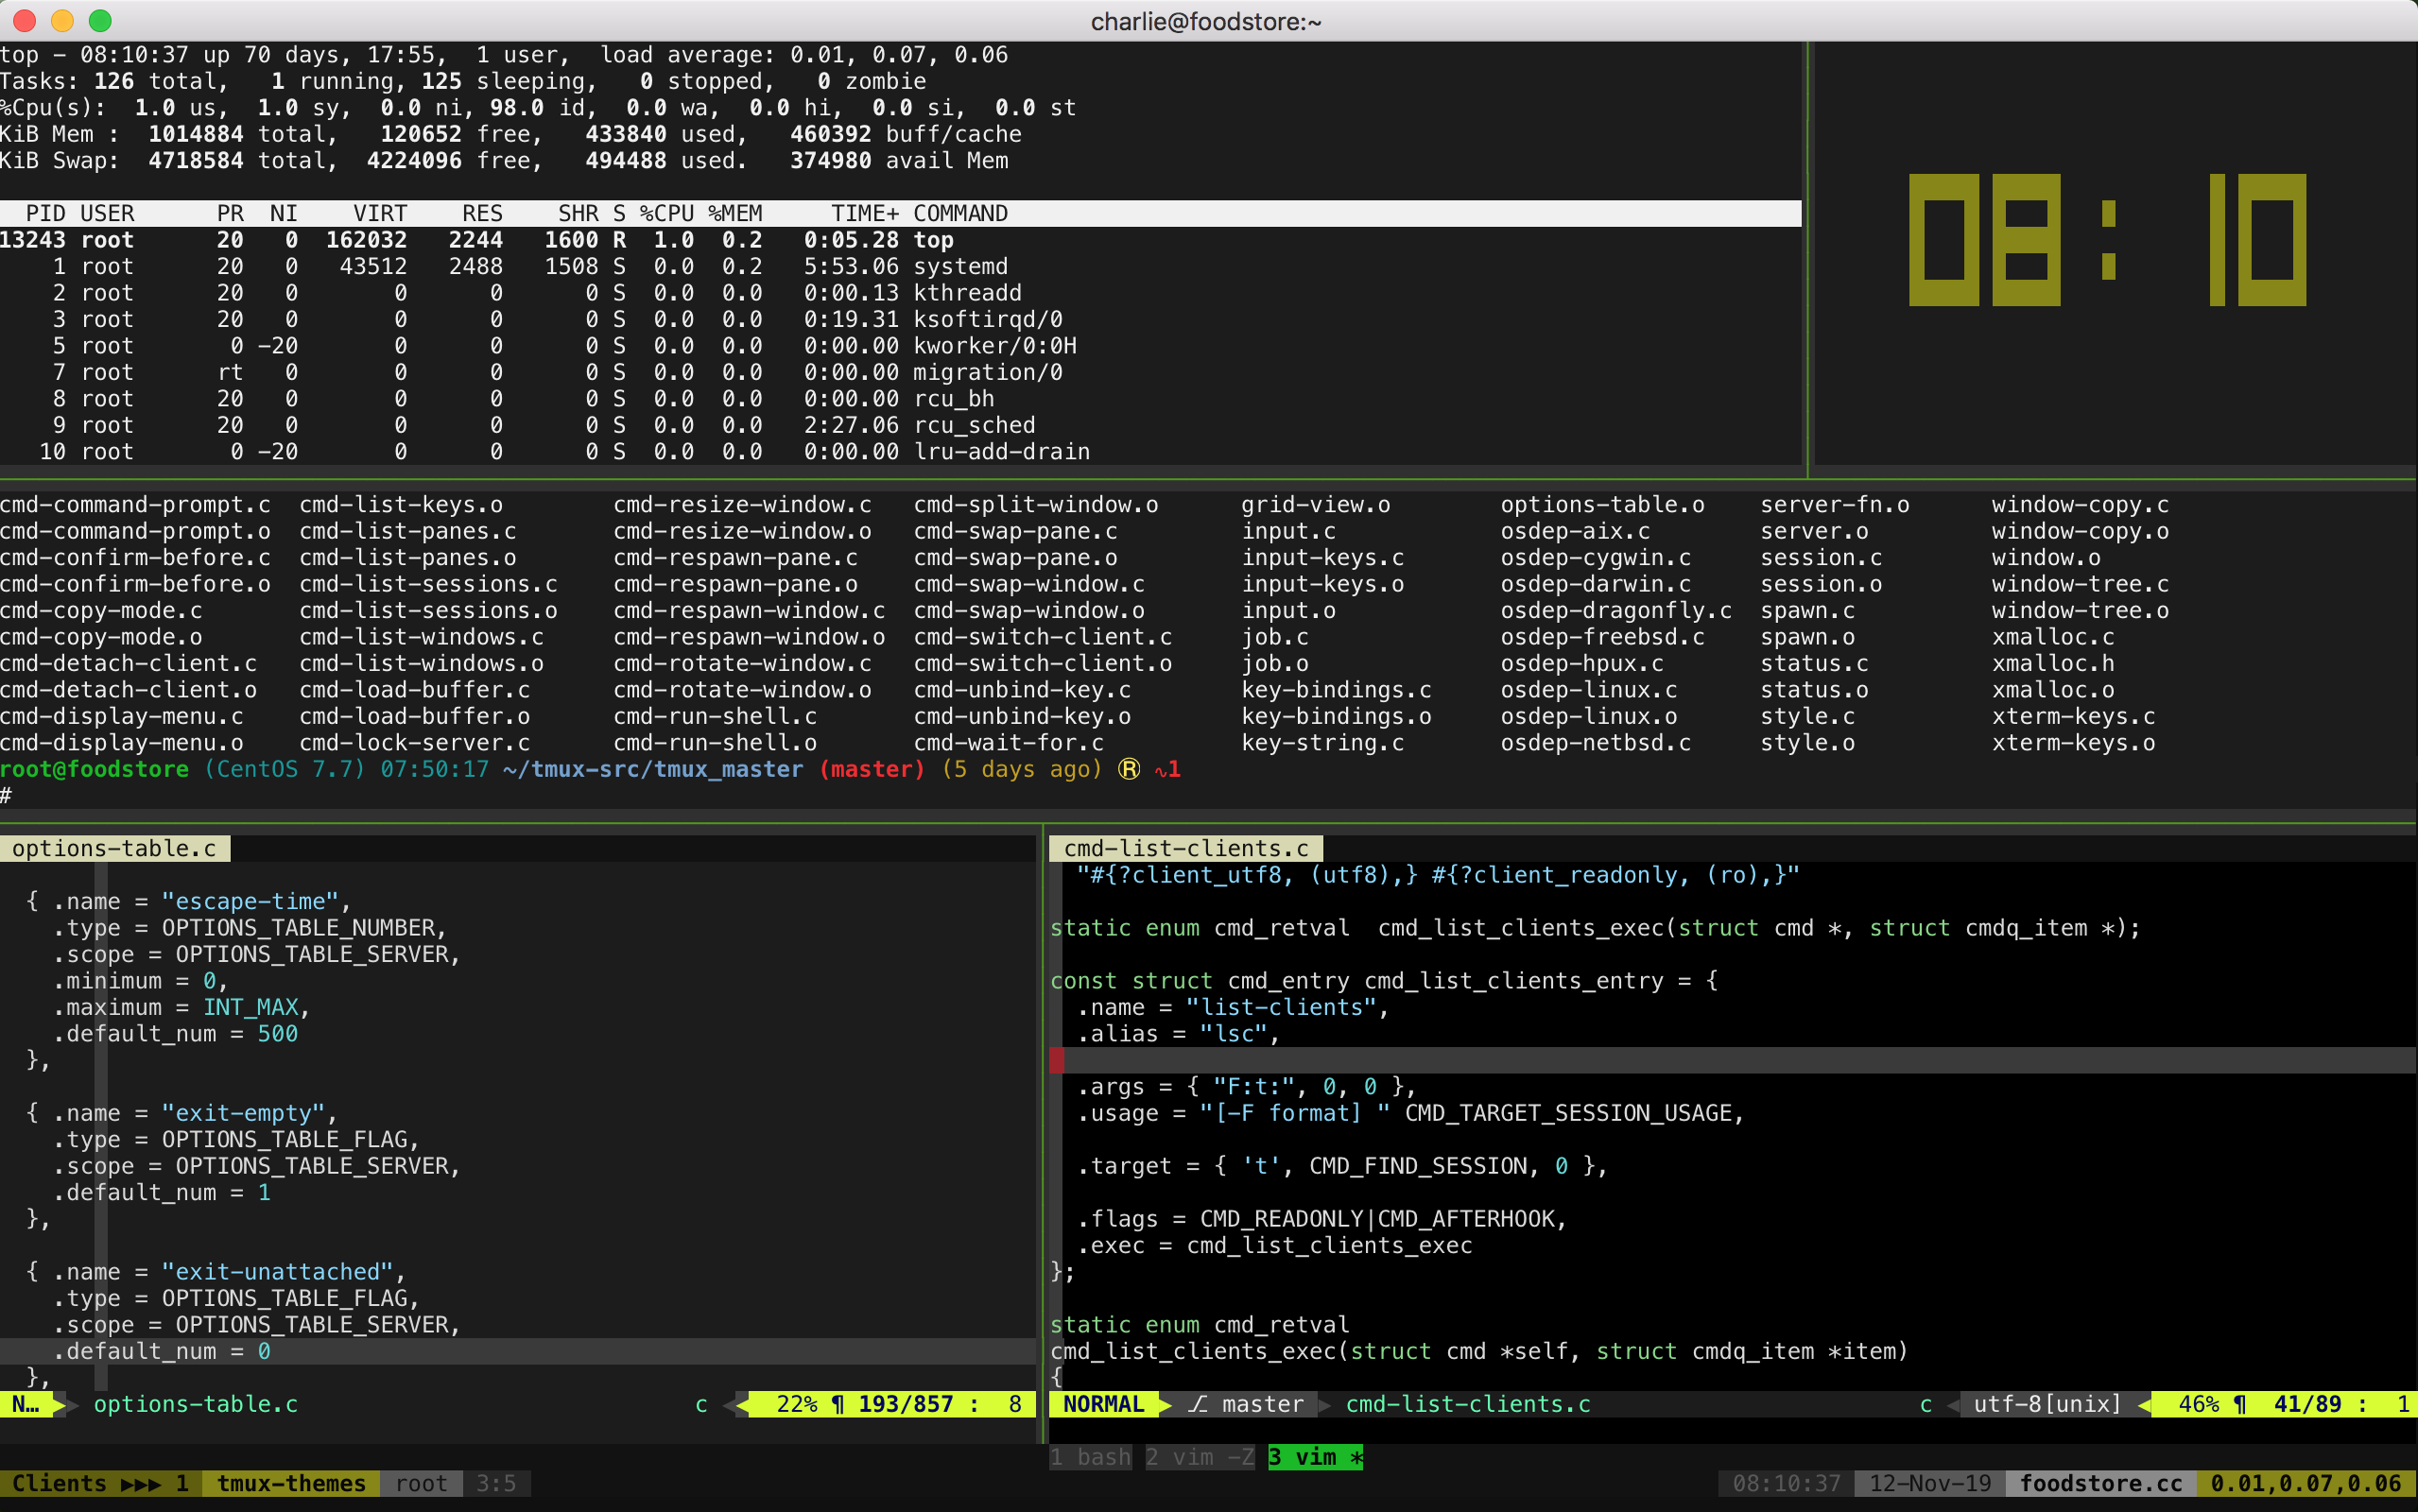 charlie@foodstore:~
top - 08:10:37 up 70 days, 17:55,  1 user,  load average: 0.01, 0.07, 0.06
Tasks: 126 total,   1 running, 125 sleeping,   0 stopped,   0 zombie
%Cpu(s):  1.0 us,  1.0 sy,  0.0 ni, 98.0 id,  0.0 wa,  0.0 hi,  0.0 si,  0.0 st
KiB Mem :  1014884 total,   120652 free,   433840 used,   460392 buff/cache
KiB Swap:  4718584 total,  4224096 free,   494488 used.   374980 avail Mem
PID USER      PR  NI    VIRT    RES    SHR S %CPU %MEM     TIME+ COMMAND
13243 root      20   0  162032   2244   1600 R  1.0  0.2   0:05.28 top
1 root      20   0   43512   2488   1508 S  0.0  0.2   5:53.06 systemd
2 root      20   0       0      0      0 S  0.0  0.0   0:00.13 kthreadd
3 root      20   0       0      0      0 S  0.0  0.0   0:19.31 ksoftirqd/0
5 root       0 -20       0      0      0 S  0.0  0.0   0:00.00 kworker/0:0H
7 root      rt   0       0      0      0 S  0.0  0.0   0:00.00 migration/0
8 root      20   0       0      0      0 S  0.0  0.0   0:00.00 rcu_bh
9 root      20   0       0      0      0 S  0.0  0.0   2:27.06 rcu_sched
10 root       0 -20       0      0      0 S  0.0  0.0   0:00.00 lru-add-drain
08:10
cmd-command-prompt.c  cmd-list-keys.o        cmd-resize-window.c   cmd-split-window.o      grid-view.o        options-table.o    server-fn.o      window-copy.c
cmd-command-prompt.o  cmd-list-panes.c       cmd-resize-window.o   cmd-swap-pane.c         input.c            osdep-aix.c        server.o         window-copy.o
cmd-confirm-before.c  cmd-list-panes.o       cmd-respawn-pane.c    cmd-swap-pane.o         input-keys.c       osdep-cygwin.c     session.c        window.o
cmd-confirm-before.o  cmd-list-sessions.c    cmd-respawn-pane.o    cmd-swap-window.c       input-keys.o       osdep-darwin.c     session.o        window-tree.c
cmd-copy-mode.c       cmd-list-sessions.o    cmd-respawn-window.c  cmd-swap-window.o       input.o            osdep-dragonfly.c  spawn.c          window-tree.o
cmd-copy-mode.o       cmd-list-windows.c     cmd-respawn-window.o  cmd-switch-client.c     job.c              osdep-freebsd.c    spawn.o          xmalloc.c
cmd-detach-client.c   cmd-list-windows.o     cmd-rotate-window.c   cmd-switch-client.o     job.o              osdep-hpux.c       status.c         xmalloc.h
cmd-detach-client.o   cmd-load-buffer.c      cmd-rotate-window.o   cmd-unbind-key.c        key-bindings.c     osdep-linux.c      status.o         xmalloc.o
cmd-display-menu.c    cmd-load-buffer.o      cmd-run-shell.c       cmd-unbind-key.o        key-bindings.o     osdep-linux.o      style.c          xterm-keys.c
cmd-display-menu.o    cmd-lock-server.c      cmd-run-shell.o       cmd-wait-for.c          key-string.c       osdep-netbsd.c     style.o          xterm-keys.o
root@foodstore (CentOS 7.7) 07:50:17 ~/tmux-src/tmux_master (master) (5 days ago) Ⓡ ∿1
#
options-table.c
{ .name = "escape-time",
.type = OPTIONS_TABLE_NUMBER,
.scope = OPTIONS_TABLE_SERVER,
.minimum = 0,
.maximum = INT_MAX,
.default_num = 500
},
{ .name = "exit-empty",
.type = OPTIONS_TABLE_FLAG,
.scope = OPTIONS_TABLE_SERVER,
.default_num = 1
},
{ .name = "exit-unattached",
.type = OPTIONS_TABLE_FLAG,
.scope = OPTIONS_TABLE_SERVER,
.default_num = 0
},
N… options-table.c c 22% ¶ 193/857 :  8
cmd-list-clients.c
"#{?client_utf8, (utf8),} #{?client_readonly, (ro),}"
static enum cmd_retval  cmd_list_clients_exec(struct cmd *, struct cmdq_item *);
const struct cmd_entry cmd_list_clients_entry = {
.name = "list-clients",
.alias = "lsc",
.args = { "F:t:", 0, 0 },
.usage = "[-F format] " CMD_TARGET_SESSION_USAGE,
.target = { 't', CMD_FIND_SESSION, 0 },
.flags = CMD_READONLY|CMD_AFTERHOOK,
.exec = cmd_list_clients_exec
};
static enum cmd_retval
cmd_list_clients_exec(struct cmd *self, struct cmdq_item *item)
{
NORMAL ⎇ master cmd-list-clients.c c utf-8[unix] 46% ¶ 41/89 :  1
1 bash 2 vim -Z 3 vim *
Clients ▶▶▶ 1 tmux-themes root 3:5 08:10:37 12-Nov-19 foodstore.cc 0.01,0.07,0.06